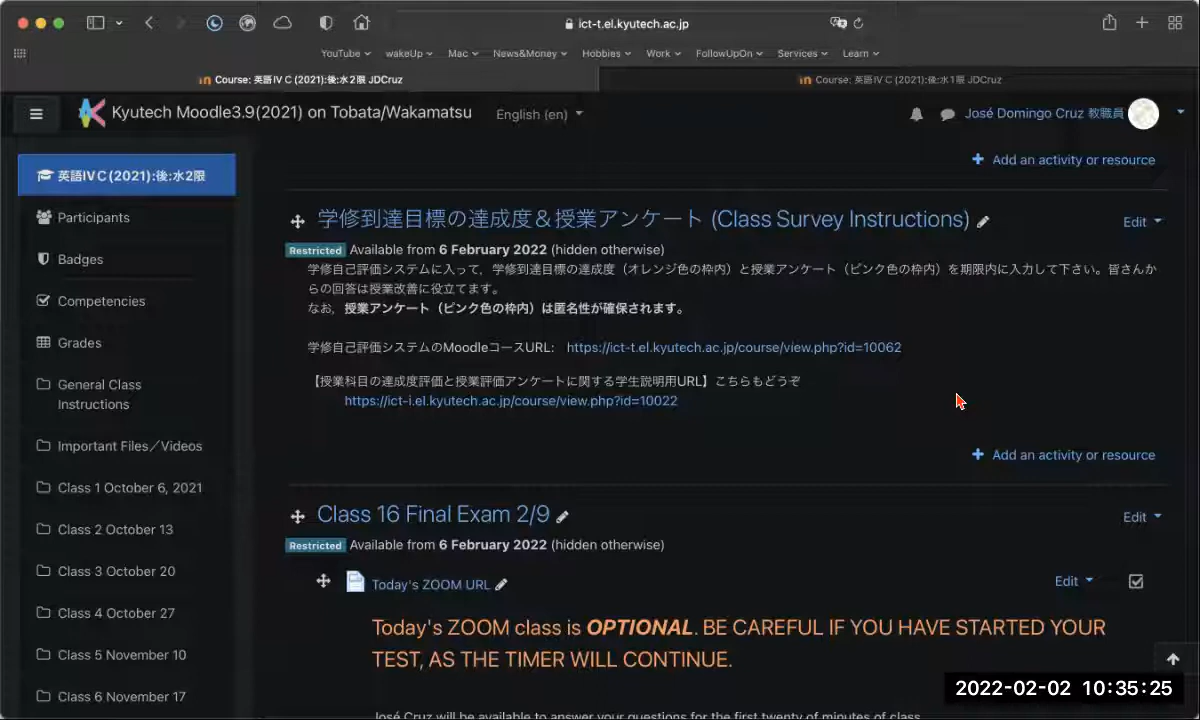 ict-t.el.kyutech.ac.jp
YouTube wakeUp Mac News&Money Hobbies Work FollowUpOn Services Learn
Course: 英語Ⅳ C (2021):後:水2限 JDCruz
Course: 英語Ⅳ C (2021):後:水1限 JDCruz
Kyutech Moodle3.9(2021) on Tobata/Wakamatsu
English (en)
José Domingo Cruz 教職員
英語Ⅳ C (2021):後:水2限
Participants
Badges
Competencies
Grades
General Class
Instructions
Important Files／Videos
Class 1 October 6, 2021
Class 2 October 13
Class 3 October 20
Class 4 October 27
Class 5 November 10
Class 6 November 17
Add an activity or resource
学修到達目標の達成度＆授業アンケート (Class Survey Instructions)
Edit
Restricted Available from 6 February 2022 (hidden otherwise)
学修自己評価システムに入って，学修到達目標の達成度（オレンジ色の枠内）と授業アンケート（ピンク色の枠内）を期限内に入力して下さい。皆さんか
らの回答は授業改善に役立てます。
なお，授業アンケート（ピンク色の枠内）は匿名性が確保されます。
学修自己評価システムのMoodleコースURL: https://ict-t.el.kyutech.ac.jp/course/view.php?id=10062
【授業科目の達成度評価と授業評価アンケートに関する学生説明用URL】こちらもどうぞ
https://ict-i.el.kyutech.ac.jp/course/view.php?id=10022
Add an activity or resource
Class 16 Final Exam 2/9
Edit
Restricted Available from 6 February 2022 (hidden otherwise)
Today's ZOOM URL
Edit
Today's ZOOM class is OPTIONAL. BE CAREFUL IF YOU HAVE STARTED YOUR
TEST, AS THE TIMER WILL CONTINUE.
José Cruz will be available to answer your questions for the first twenty of minutes of class
2022-02-02 10:35:25